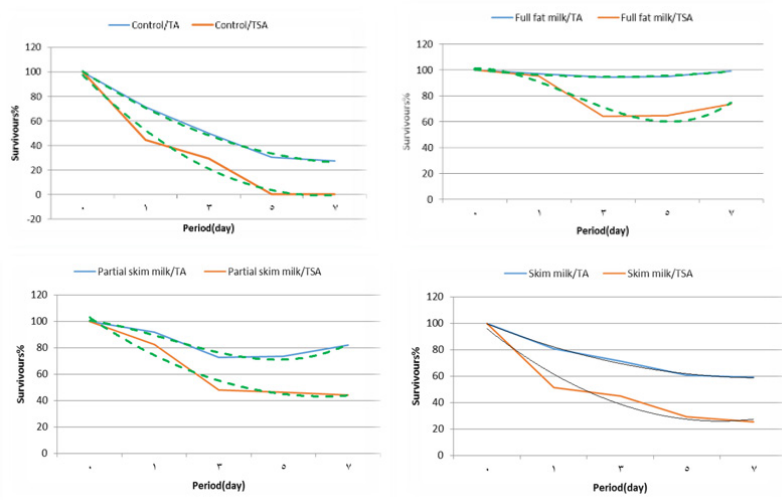 Control/TA Control/TSA
120
100
80
60
40
20
0
-20
Survivours%
٠ ١ ٣ ٥ ٧
Period(day)
Full fat milk/TA Full fat milk/TSA
120
100
80
60
40
20
0
Survivours%
٠ ١ ٣ ٥ ٧
Period(day)
Partial skim milk/TA Partial skim milk/TSA
120
100
80
60
40
20
0
Survivours%
٠ ١ ٣ ٥ ٧
Period(day)
Skim milk/TA Skim milk/TSA
120
100
80
60
40
20
0
Survivours%
٠ ١ ٣ ٥ ٧
Period(day)